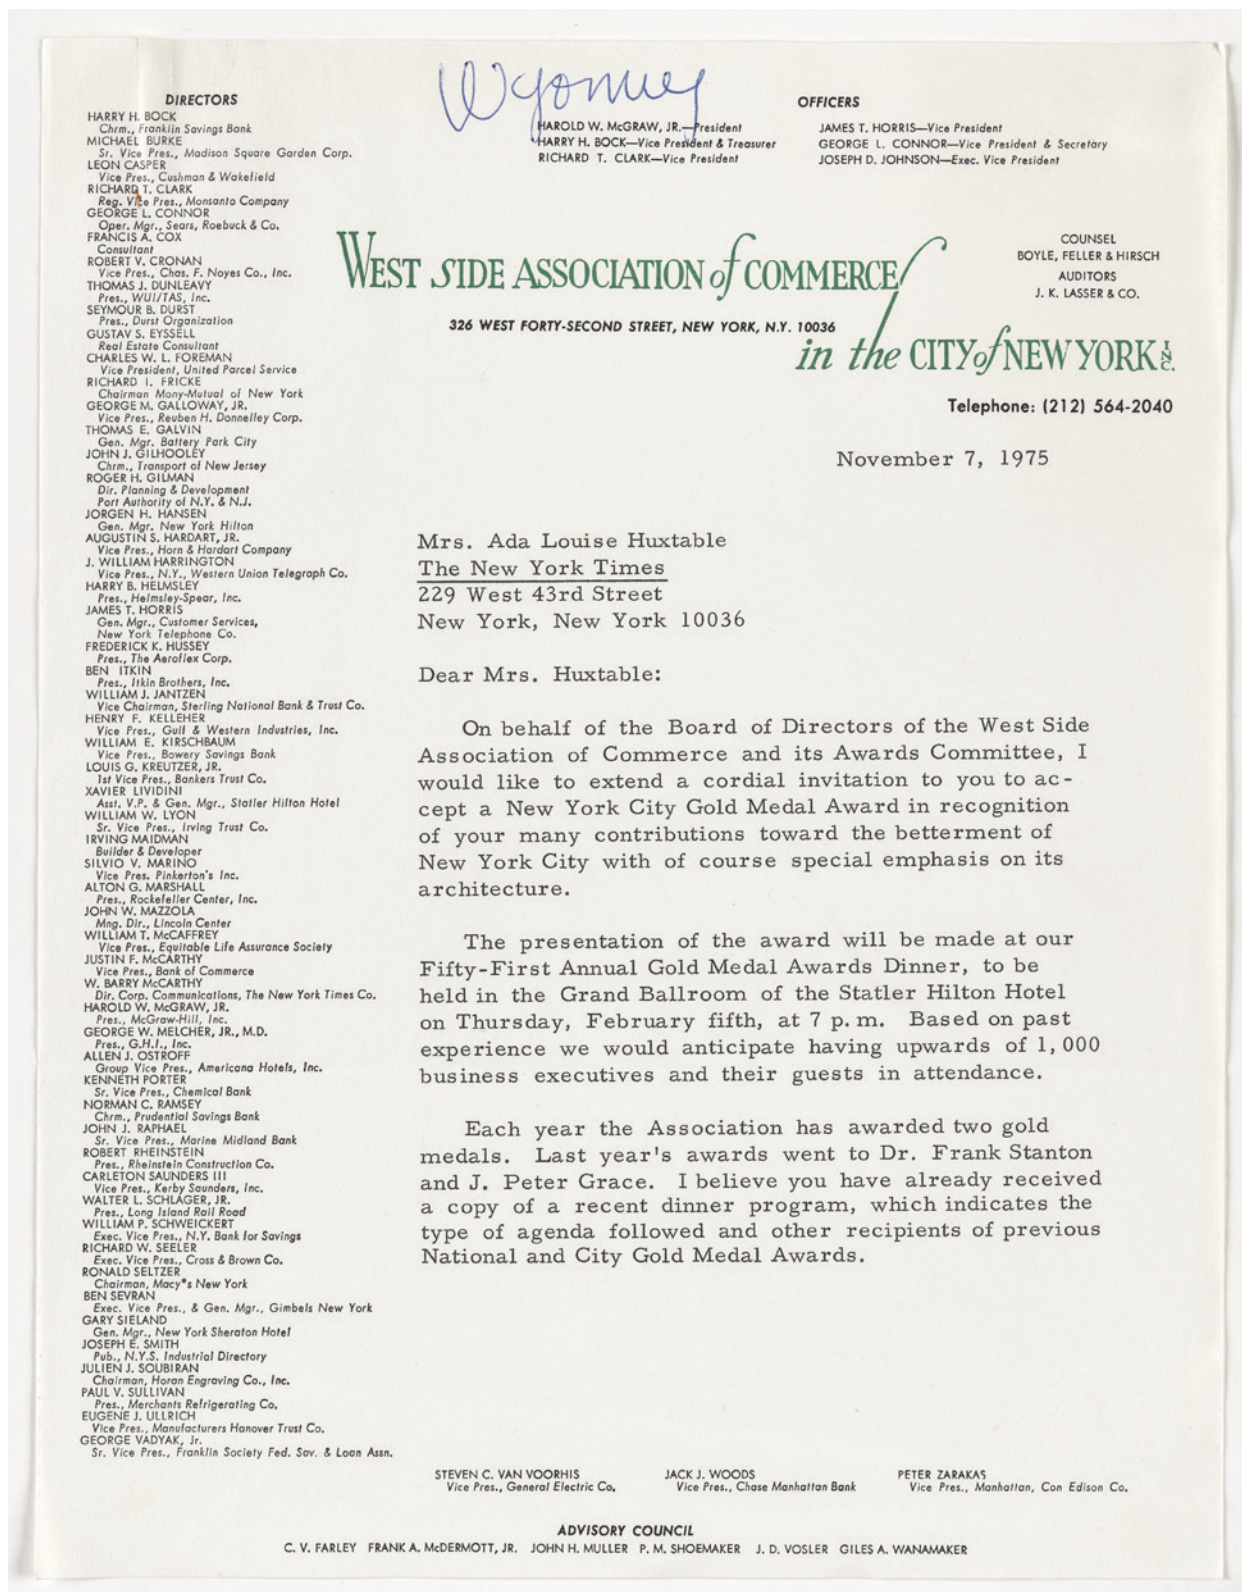 Wyoming
DIRECTORS
HARRY H. BOCK
Chrm., Franklin Savings Bank
MICHAEL BURKE
Sr. Vice Pres., Madison Square Garden Corp.
LEON CASPER
Vice Pres., Cushman & Wakefield
RICHARD T. CLARK
Reg. Vice Pres., Monsanto Company
GEORGE L. CONNOR
Oper. Mgr., Sears, Roebuck & Co.
FRANCIS A. COX
Consultant
ROBERT V. CRONAN
Vice Pres., Chas. F. Noyes Co., Inc.
THOMAS J. DUNLEAVY
Pres., WUI/TAS, Inc.
SEYMOUR B. DURST
Pres., Durst Organization
GUSTAV S. EYSSELL
Real Estate Consultant
CHARLES W. L. FOREMAN
Vice President, United Parcel Service
RICHARD I. FRICKE
Chairman Mony-Mutual of New York
GEORGE M. GALLOWAY, JR.
Vice Pres., Reuben H. Donnelley Corp.
THOMAS E. GALVIN
Gen. Mgr. Battery Park City
JOHN J. GILHOOLEY
Chrm., Transport of New Jersey
ROGER H. GILMAN
Dir. Planning & Development
Port Authority of N.Y. & N.J.
JORGEN H. HANSEN
Gen. Mgr. New York Hilton
AUGUSTIN S. HARDART, JR.
Vice Pres., Horn & Hardart Company
J. WILLIAM HARRINGTON
Vice Pres., N.Y., Western Union Telegraph Co.
HARRY B. HELMSLEY
Pres., Helmsley-Spear, Inc.
JAMES T. HORRIS
Gen. Mgr., Customer Services,
New York Telephone Co.
FREDERICK K. HUSSEY
Pres., The Aeroflex Corp.
BEN ITKIN
Pres., Itkin Brothers, Inc.
WILLIAM J. JANTZEN
Vice Chairman, Sterling National Bank & Trust Co.
HENRY F. KELLEHER
Vice Pres., Gulf & Western Industries, Inc.
WILLIAM E. KIRSCHBAUM
Vice Pres., Bowery Savings Bank
LOUIS G. KREUTZER, JR.
1st Vice Pres., Bankers Trust Co.
XAVIER LIVIDINI
Asst. V.P. & Gen. Mgr., Statler Hilton Hotel
WILLIAM W. LYON
Sr. Vice Pres., Irving Trust Co.
IRVING MAIDMAN
Builder & Developer
SILVIO V. MARINO
Vice Pres. Pinkerton's Inc.
ALTON G. MARSHALL
Pres., Rockefeller Center, Inc.
JOHN W. MAZZOLA
Mng. Dir., Lincoln Center
WILLIAM T. McCAFFREY
Vice Pres., Equitable Life Assurance Society
JUSTIN F. McCARTHY
Vice Pres., Bank of Commerce
W. BARRY McCARTHY
Dir. Corp. Communications, The New York Times Co.
HAROLD W. McGRAW, JR.
Pres., McGraw-Hill, Inc.
GEORGE W. MELCHER, JR., M.D.
Pres., G.H.I., Inc.
ALLEN J. OSTROFF
Group Vice Pres., Americana Hotels, Inc.
KENNETH PORTER
Sr. Vice Pres., Chemical Bank
NORMAN C. RAMSEY
Chrm., Prudential Savings Bank
JOHN J. RAPHAEL
Sr. Vice Pres., Marine Midland Bank
ROBERT RHEINSTEIN
Pres., Rheinstein Construction Co.
CARLETON SAUNDERS III
Vice Pres., Kerby Saunders, Inc.
WALTER L. SCHLAGER, JR.
Pres., Long Island Rail Road
WILLIAM P. SCHWEICKERT
Exec. Vice Pres., N.Y. Bank for Savings
RICHARD W. SEELER
Exec. Vice Pres., Cross & Brown Co.
RONALD SELTZER
Chairman, Macy*s New York
BEN SEVRAN
Exec. Vice Pres., & Gen. Mgr., Gimbels New York
GARY SIELAND
Gen. Mgr., New York Sheraton Hotel
JOSEPH E. SMITH
Pub., N.Y.S. Industrial Directory
JULIEN J. SOUBIRAN
Chairman, Horan Engraving Co., Inc.
PAUL V. SULLIVAN
Pres., Merchants Refrigerating Co.
EUGENE J. ULLRICH
Vice Pres., Manufacturers Hanover Trust Co.
GEORGE VADYAK, Jr.
Sr. Vice Pres., Franklin Society Fed. Sav. & Loan Assn.
OFFICERS
HAROLD W. McGRAW, JR.—President
HARRY H. BOCK—Vice President & Treasurer
RICHARD T. CLARK—Vice President
JAMES T. HORRIS—Vice President
GEORGE L. CONNOR—Vice President & Secretary
JOSEPH D. JOHNSON—Exec. Vice President
WEST SIDE ASSOCIATION of COMMERCE
in the CITY of NEW YORK INC.
326 WEST FORTY-SECOND STREET, NEW YORK, N.Y. 10036
COUNSEL
BOYLE, FELLER & HIRSCH
AUDITORS
J. K. LASSER & CO.
Telephone: (212) 564-2040
November 7, 1975
Mrs. Ada Louise Huxtable
The New York Times
229 West 43rd Street
New York, New York 10036
Dear Mrs. Huxtable:
On behalf of the Board of Directors of the West Side
Association of Commerce and its Awards Committee, I
would like to extend a cordial invitation to you to ac-
cept a New York City Gold Medal Award in recognition
of your many contributions toward the betterment of
New York City with of course special emphasis on its
architecture.
The presentation of the award will be made at our
Fifty-First Annual Gold Medal Awards Dinner, to be
held in the Grand Ballroom of the Statler Hilton Hotel
on Thursday, February fifth, at 7 p.m. Based on past
experience we would anticipate having upwards of 1,000
business executives and their guests in attendance.
Each year the Association has awarded two gold
medals. Last year's awards went to Dr. Frank Stanton
and J. Peter Grace. I believe you have already received
a copy of a recent dinner program, which indicates the
type of agenda followed and other recipients of previous
National and City Gold Medal Awards.
STEVEN C. VAN VOORHIS
Vice Pres., General Electric Co.
JACK J. WOODS
Vice Pres., Chase Manhattan Bank
PETER ZARAKAS
Vice Pres., Manhattan, Con Edison Co.
ADVISORY COUNCIL
C. V. FARLEY FRANK A. McDERMOTT, JR. JOHN H. MULLER P. M. SHOEMAKER J. D. VOSLER GILES A. WANAMAKER